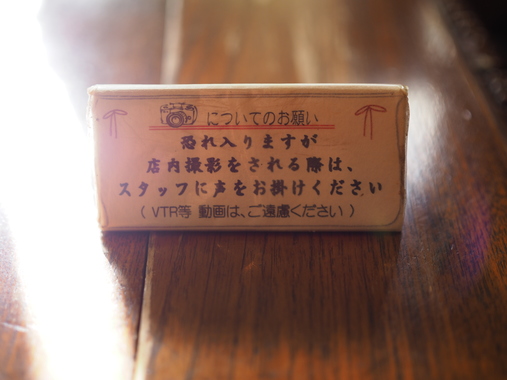 についてのお願い
恐れ入りますが
店内撮影をされる際は、
スタッフに声をお掛けください
(VTR等 動画は、ご遠慮ください)